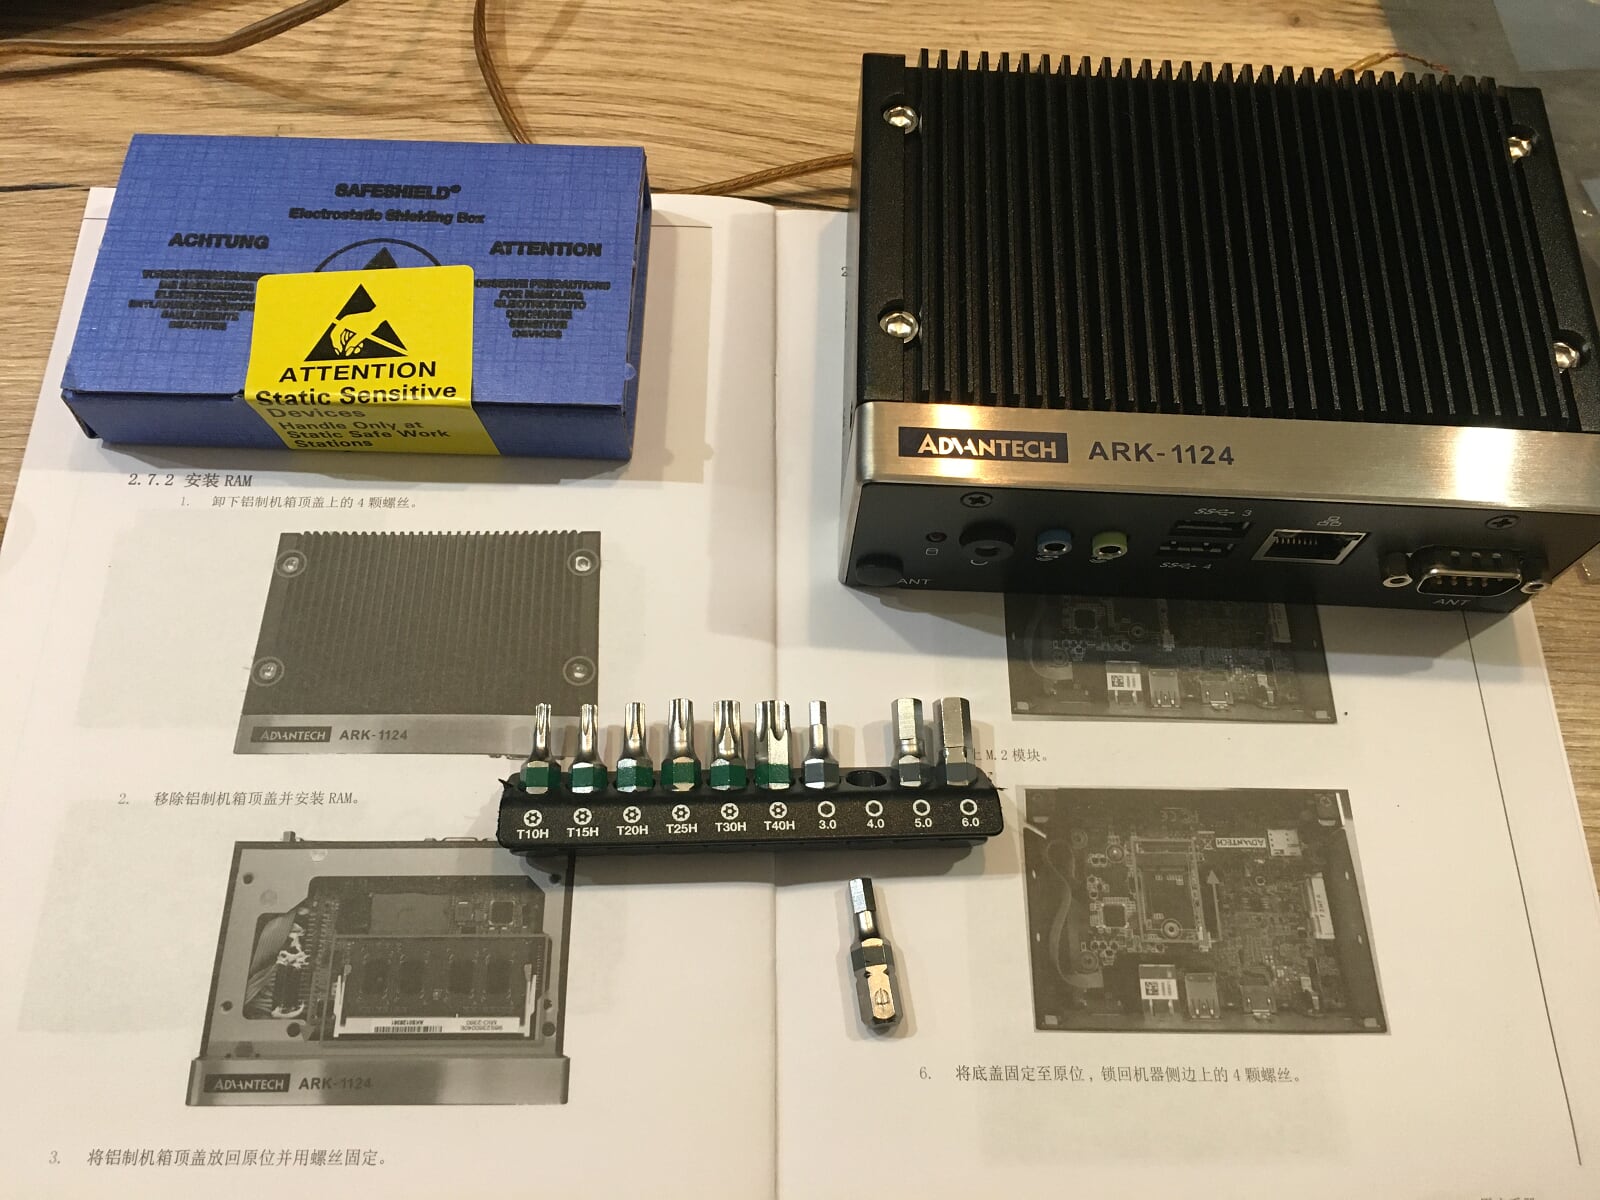 SAFESHIELD®
Electrostatic Shielding Box
ACHTUNG
ATTENTION
OBSERVE PRECAUTIONS
FOR HANDLING
ELECTROSTATIC
DISCHARGE
SENSITIVE
DEVICES
ATTENTION
Static Sensitive
Devices
Handle Only at
Static Safe Work
Stations
ADVANTECH ARK-1124
SS 3
SS 4
ANT
ANT
2.7.2 安装 RAM
1. 卸下铝制机箱顶盖上的 4 颗螺丝。
ADVANTECH ARK-1124
2. 移除铝制机箱顶盖并安装 RAM。
ADVANTECH ARK-1124
3. 将铝制机箱顶盖放回原位并用螺丝固定。
T10H T15H T20H T25H T30H T40H 3.0 4.0 5.0 6.0
上 M.2 模块。
ADVANTECH
6. 将底盖固定至原位，锁回机器侧边上的 4 颗螺丝。